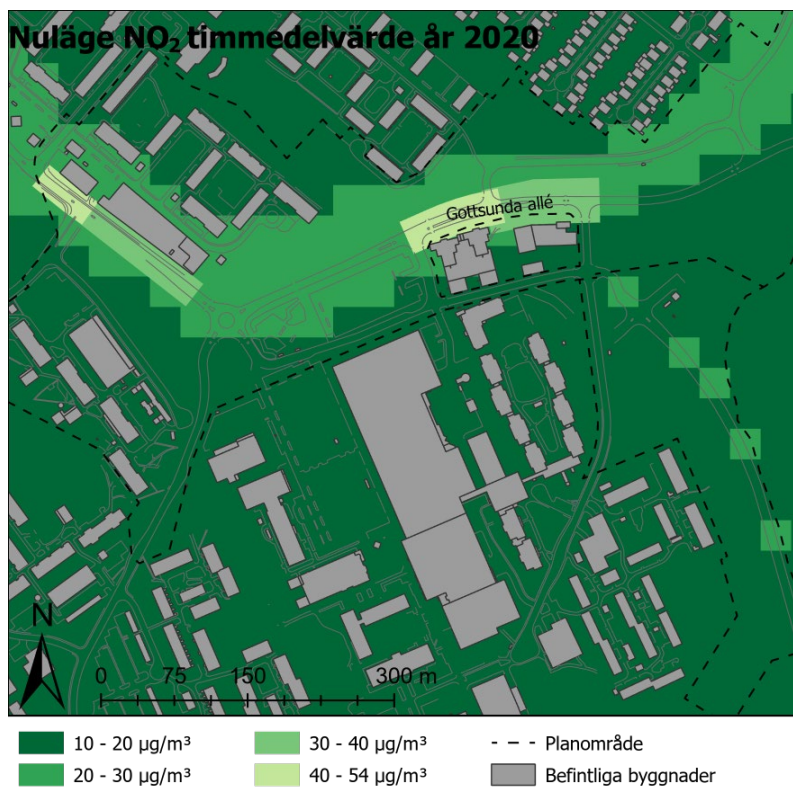 Nuläge NO₂ timmedelvärde år 2020
Gottsunda allé
N
0 75 150 300 m
10 - 20 µg/m³ 30 - 40 µg/m³ Planområde
20 - 30 µg/m³ 40 - 54 µg/m³ Befintliga byggnader